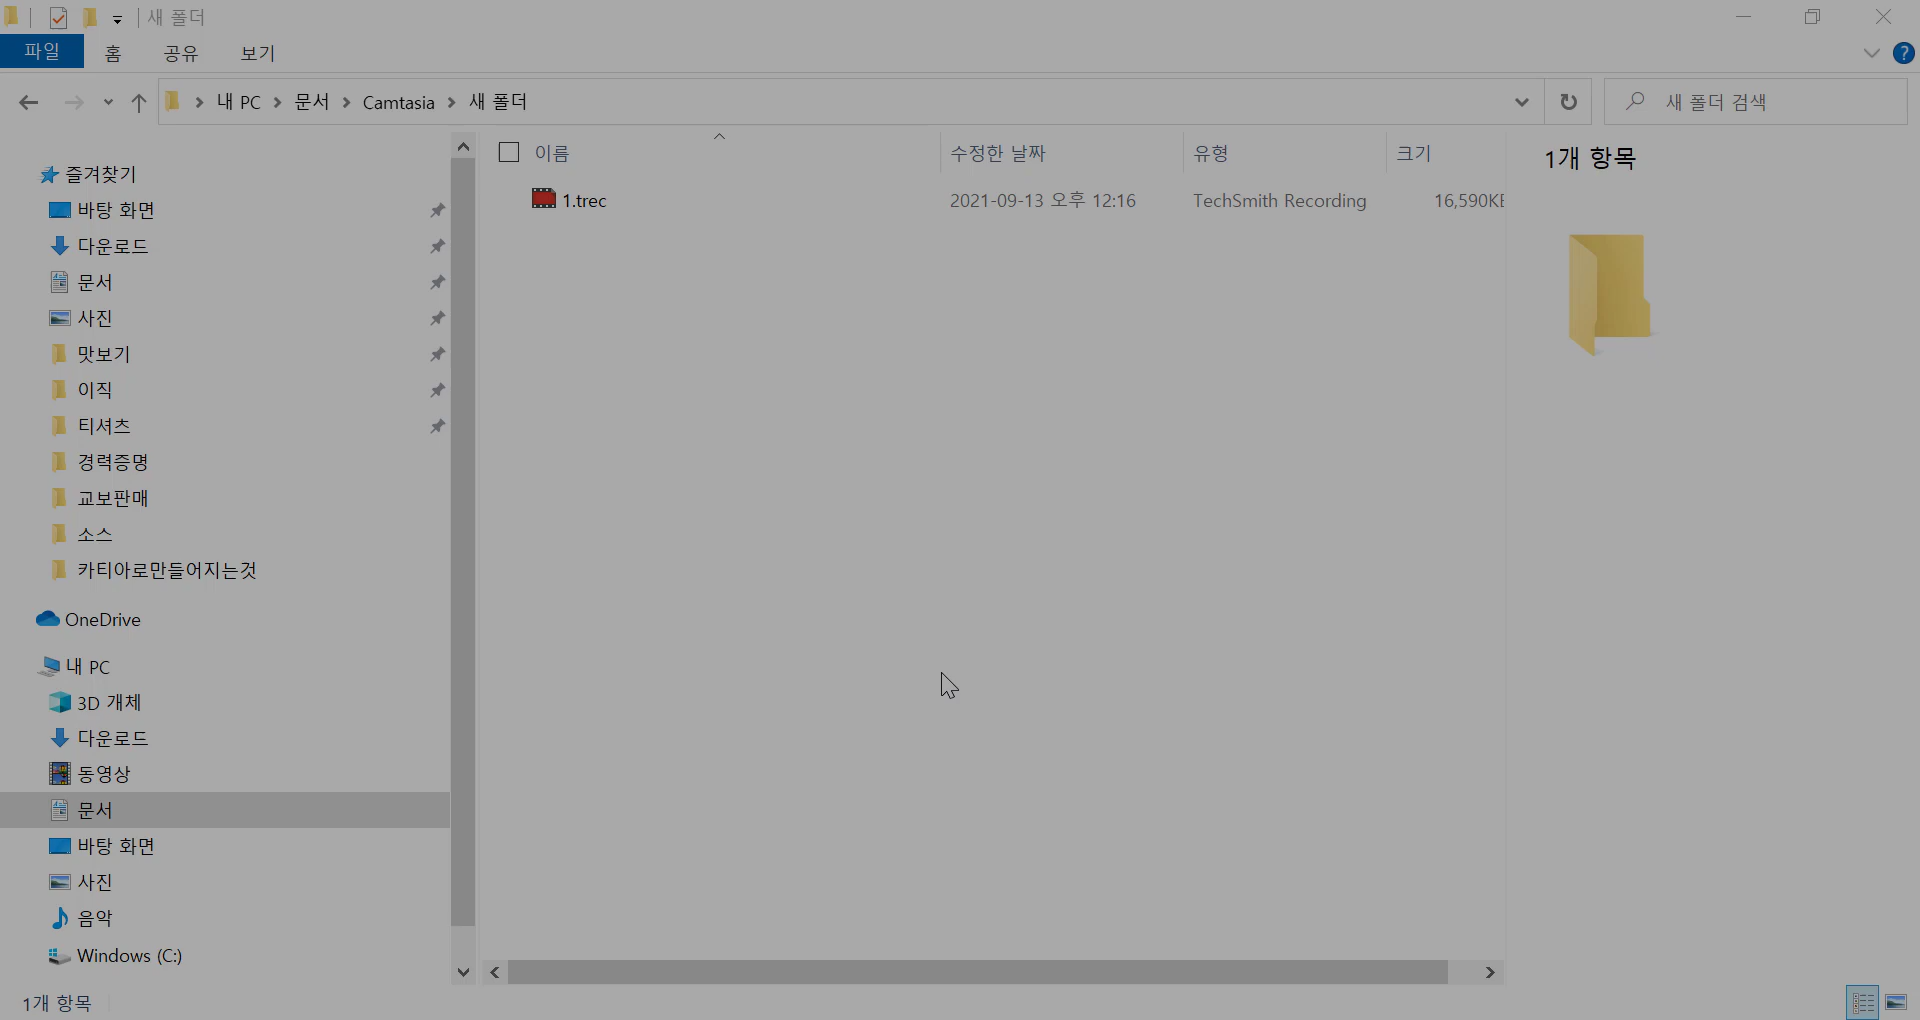 새 폴더
파일 홈 공유 보기
내 PC 문서 Camtasia 새 폴더
새 폴더 검색
이름 수정한 날짜 유형 크기
1.trec 2021-09-13 오후 12:16 TechSmith Recording 16,590KE
1개 항목
즐겨찾기
바탕 화면
다운로드
문서
사진
맛보기
이직
티셔츠
경력증명
교보판매
소스
카티아로만들어지는것
OneDrive
내 PC
3D 개체
다운로드
동영상
문서
바탕 화면
사진
음악
Windows (C:)
1개 항목